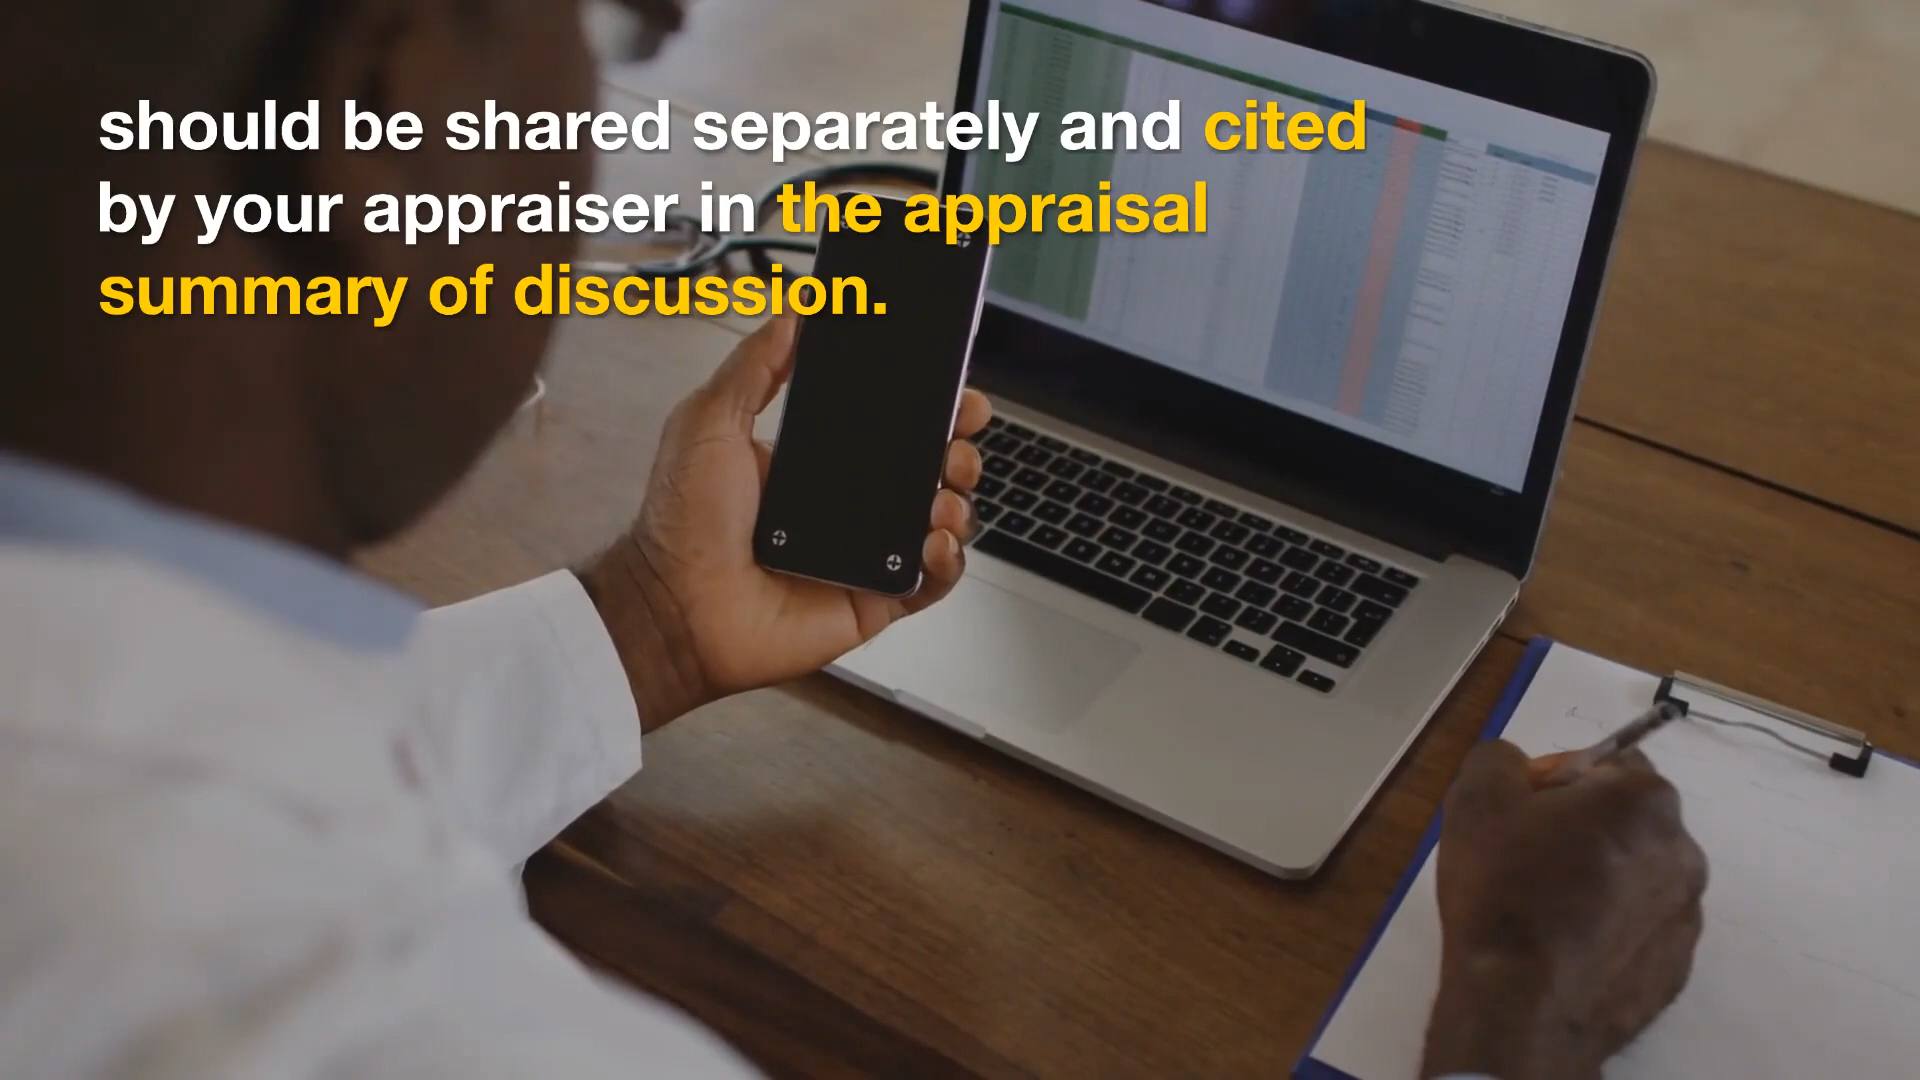 should be shared separately and cited
by your appraiser in the appraisal
summary of discussion.